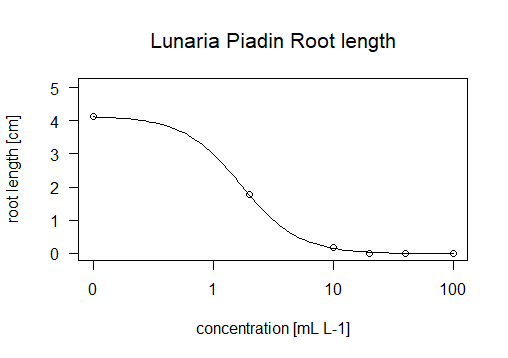 Lunaria Piadin Root length
root length [cm]
5
4
3
2
1
0
0 1 10 100
concentration [mL L-1]